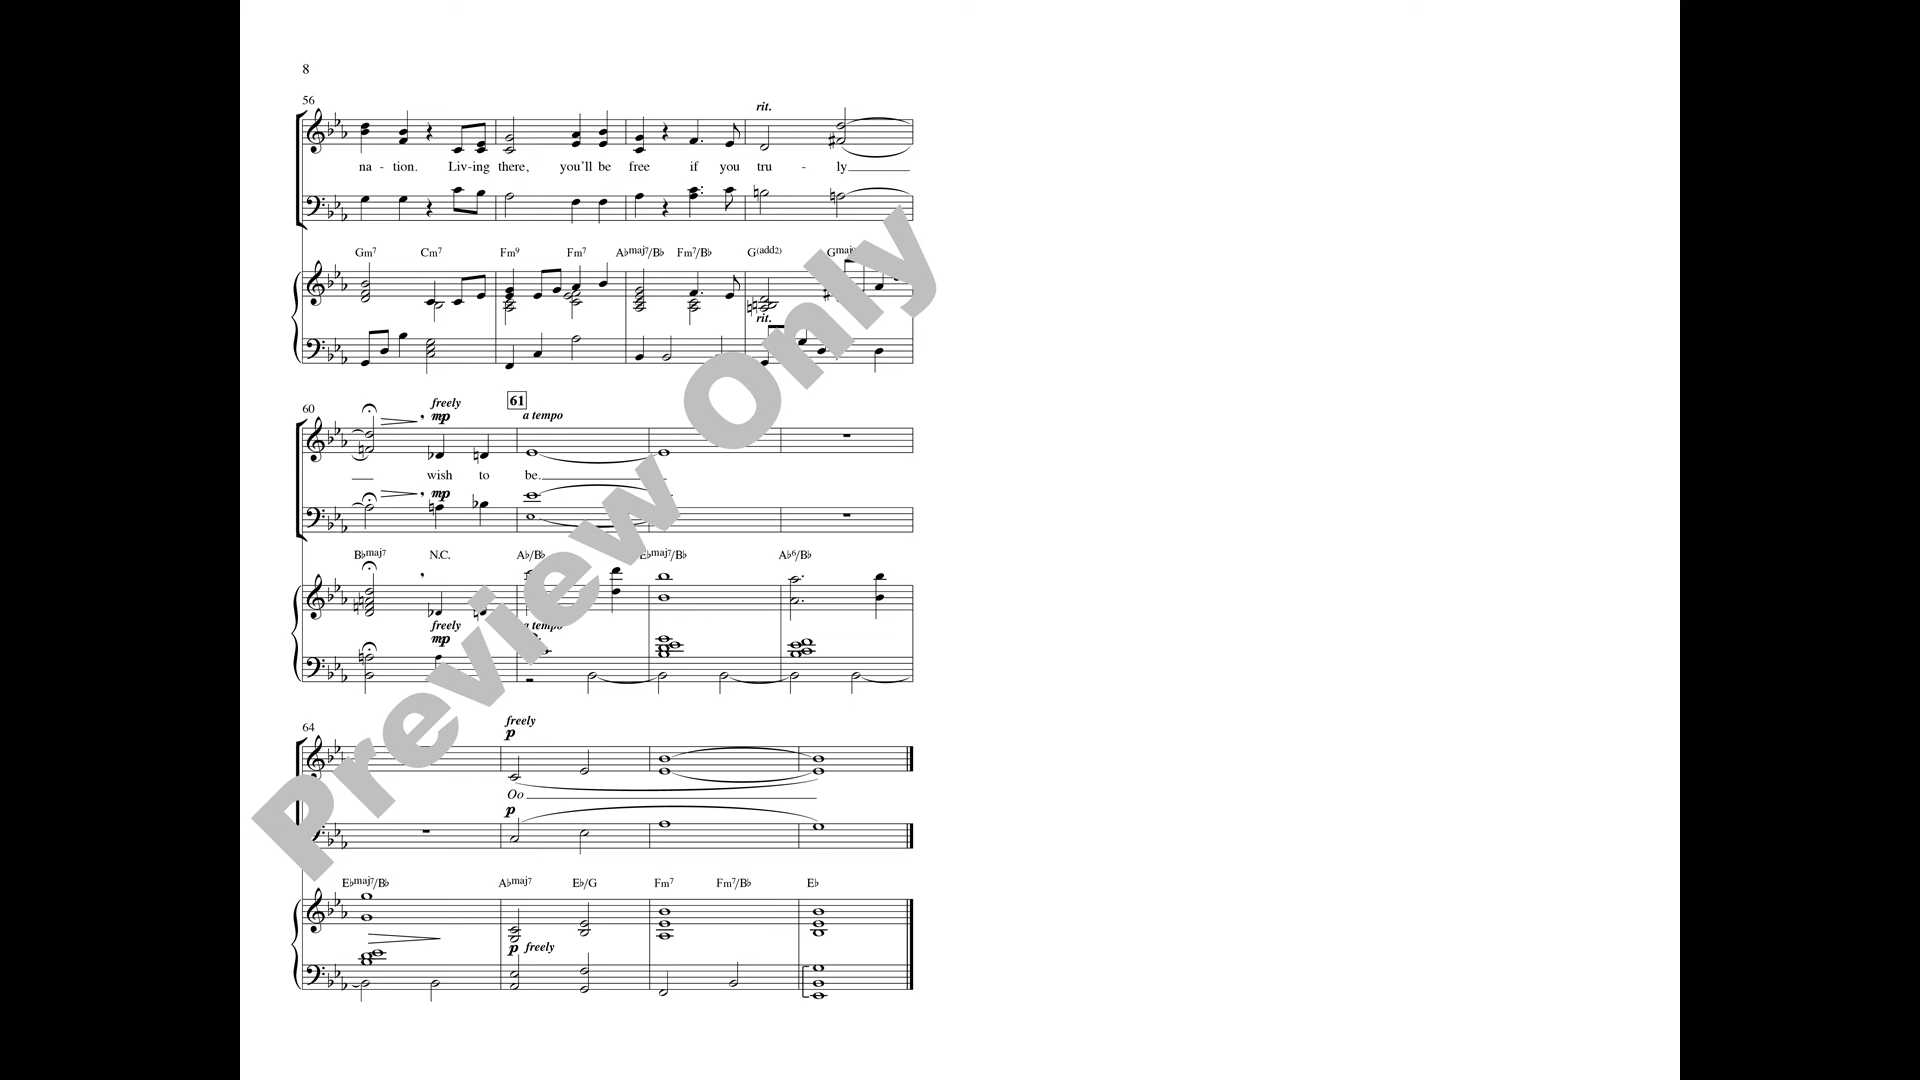 8
56
rit.
na - tion. Liv-ing there, you'll be free if you tru - ly
Gm7 Cm7 Fm9 Fm7 A♭maj7/B♭ Fm7/B♭ G(add2)
rit.
60
freely
mp
61
a tempo
wish to be.
mp
B♭maj7 N.C. A♭/B♭ E♭maj7/B♭ A♭6/B♭
freely
mp
a tempo
64
freely
p
Oo
p
E♭maj7/B♭ A♭maj7 E♭/G Fm7 Fm7/B♭ E♭
p freely
Preview Only